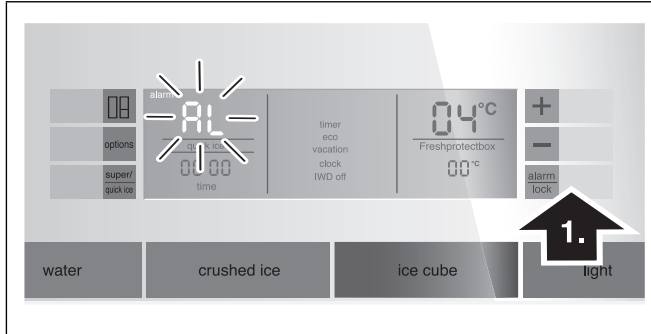 alarm
AL
quick ice
00 00
time
timer
eco
vacation
clock
IWD off
04°C
Freshprotectbox
00°C
options
super/
quick ice
+
−
alarm
lock
1.
water
crushed ice
ice cube
light